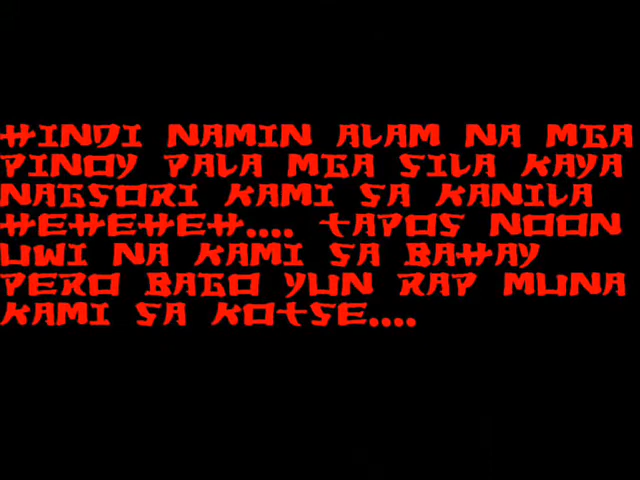 HINDI NAMIN ALAM NA MGA
PINOY PALA MGA SILA KAYA
NAGSORI KAMI SA KANILA
HEHEHEH.... TAPOS NOON
UWI NA KAMI SA BAHAY
PERO BAGO YUN RAP MUNA
KAMI SA KOTSE....